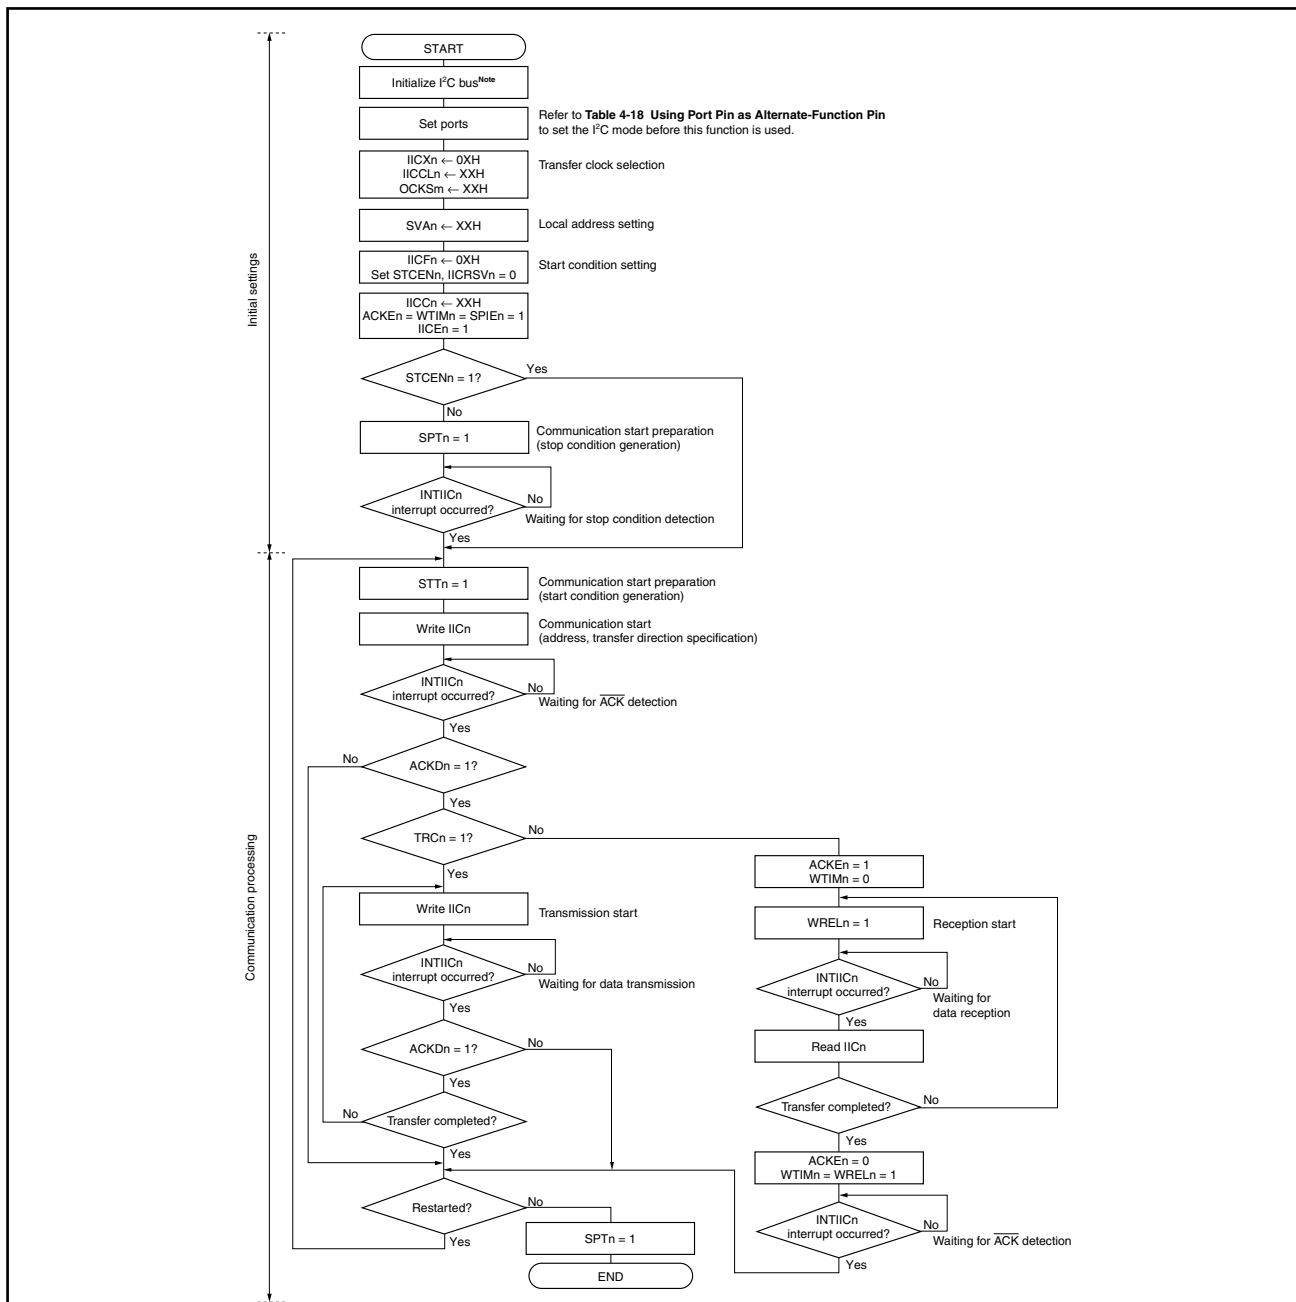 START
Initialize I²C bus^Note
Set ports
Refer to Table 4-18 Using Port Pin as Alternate-Function Pin
to set the I²C mode before this function is used.
IICXn ← 0XH
IICCLn ← XXH
OCKSm ← XXH
Transfer clock selection
SVAn ← XXH
Local address setting
IICFn ← 0XH
Set STCENn, IICRSVn = 0
Start condition setting
IICCn ← XXH
ACKEn = WTIMn = SPIEn = 1
IICEn = 1
Initial settings
STCENn = 1?
Yes
No
SPTn = 1
Communication start preparation
(stop condition generation)
INTIICn
interrupt occurred?
No
Waiting for stop condition detection
Yes
STTn = 1
Communication start preparation
(start condition generation)
Write IICn
Communication start
(address, transfer direction specification)
INTIICn
interrupt occurred?
No
Waiting for A̅C̅K̅ detection
Yes
ACKDn = 1?
No
Yes
TRCn = 1?
No
Yes
Communication processing
Write IICn
Transmission start
INTIICn
interrupt occurred?
No
Waiting for data transmission
Yes
ACKDn = 1?
No
Yes
Transfer completed?
No
Yes
ACKEn = 1
WTIMn = 0
WRELn = 1
Reception start
INTIICn
interrupt occurred?
No
Waiting for
data reception
Yes
Read IICn
Transfer completed?
No
Yes
ACKEn = 0
WTIMn = WRELn = 1
INTIICn
interrupt occurred?
No
Waiting for A̅C̅K̅ detection
Yes
Restarted?
No
Yes
SPTn = 1
END